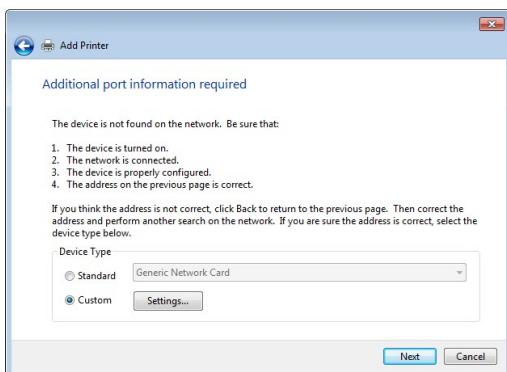 Add Printer
Additional port information required
The device is not found on the network. Be sure that:
1. The device is turned on.
2. The network is connected.
3. The device is properly configured.
4. The address on the previous page is correct.
If you think the address is not correct, click Back to return to the previous page. Then correct the
address and perform another search on the network. If you are sure the address is correct, select the
device type below.
Device Type
Standard Generic Network Card
Custom Settings...
Next Cancel